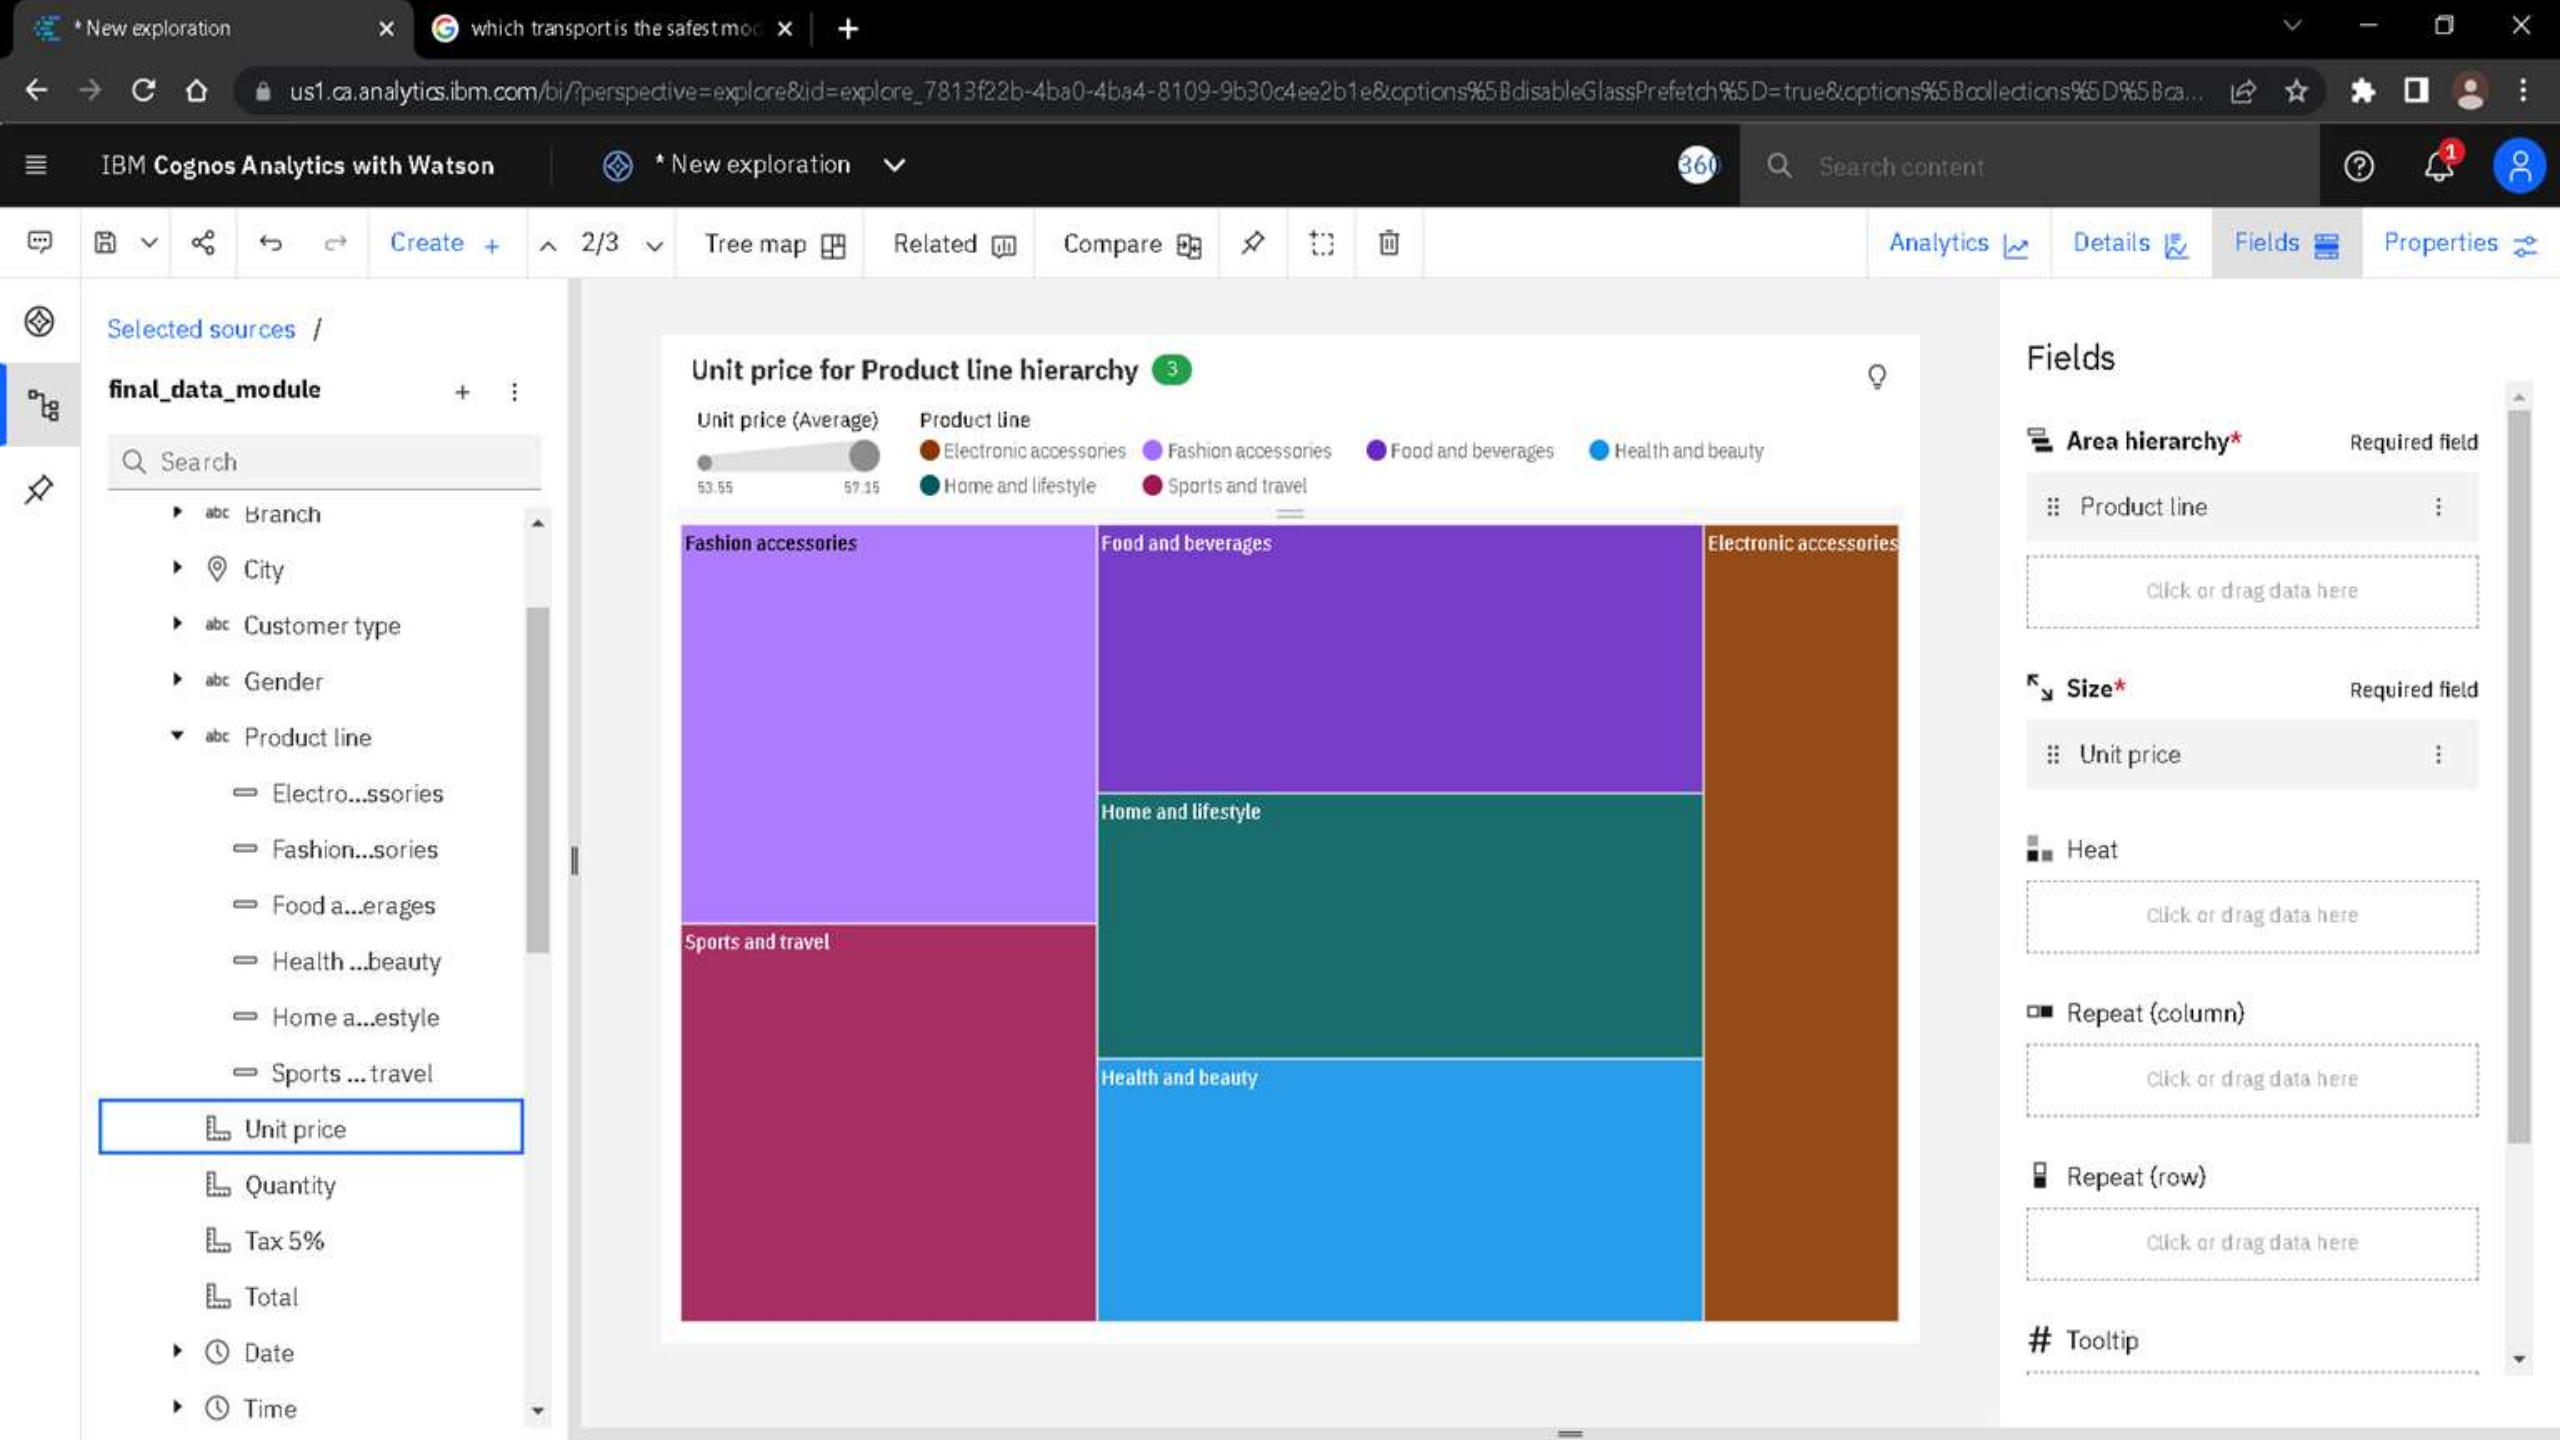 * New exploration
which transport is the safest mod
us1.ca.analytics.ibm.com/bi/?perspective=explore&id=explore_7813f22b-4ba0-4ba4-8109-9b30c4ee2b1e&options%5BdisableGlassPrefetch%5D=true&options%5Bcollections%5D%5Bca...
IBM Cognos Analytics with Watson
* New exploration
360
Search content
1
Create +
2/3
Tree map
Related
Compare
Analytics
Details
Fields
Properties
Selected sources /
final_data_module
Search
abc Branch
City
abc Customer type
abc Gender
abc Product line
Electro...ssories
Fashion...sories
Food a...erages
Health ...beauty
Home a...estyle
Sports ... travel
Unit price
Quantity
Tax 5%
Total
Date
Time
Unit price for Product line hierarchy 3
Unit price (Average)
53.55 57.15
Product line
Electronic accessories Fashion accessories Food and beverages Health and beauty
Home and lifestyle Sports and travel
Fashion accessories
Food and beverages
Electronic accessories
Home and lifestyle
Sports and travel
Health and beauty
Fields
Area hierarchy* Required field
Product line
Click or drag data here
Size* Required field
Unit price
Heat
Click or drag data here
Repeat (column)
Click or drag data here
Repeat (row)
Click or drag data here
# Tooltip